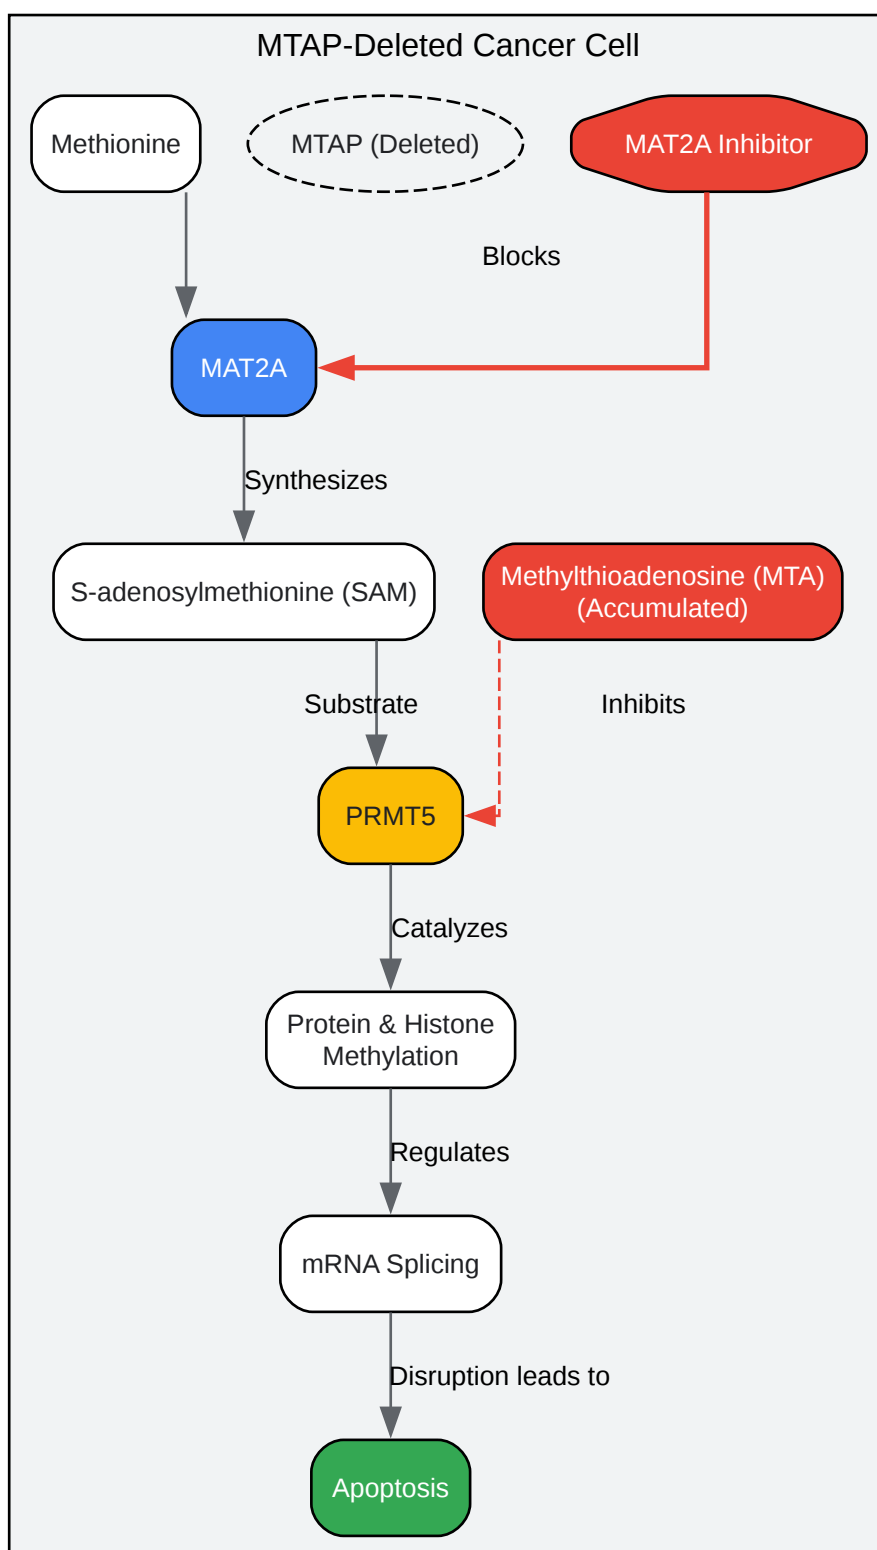 MTAP-Deleted Cancer Cell
Methionine
MTAP (Deleted)
MAT2A Inhibitor
Blocks
MAT2A
Synthesizes
S-adenosylmethionine (SAM)
Methylthioadenosine (MTA)
(Accumulated)
Substrate
Inhibits
PRMT5
Catalyzes
Protein & Histone
Methylation
Regulates
mRNA Splicing
Disruption leads to
Apoptosis